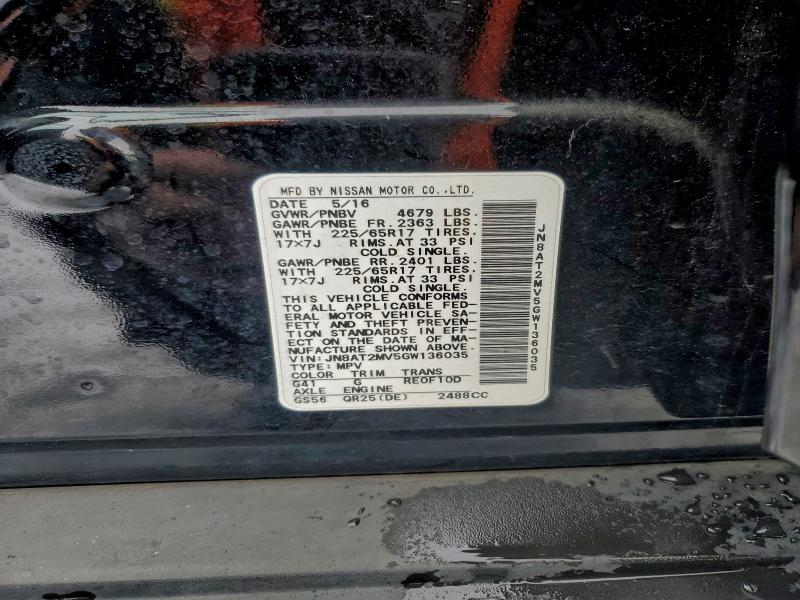 MFD BY NISSAN MOTOR CO.,LTD.
DATE 5/16
GVWR/PNBV 4679 LBS.
GAWR/PNBE FR. 2363 LBS.
WITH 225/65R17 TIRES.
17×7J RIMS.AT 33 PSI
COLD SINGLE.
GAWR/PNBE RR. 2401 LBS.
WITH 225/65R17 TIRES.
17×7J RIMS.AT 33 PSI
COLD SINGLE.
THIS VEHICLE CONFORMS
TO ALL APPLICABLE FED-
ERAL MOTOR VEHICLE SA-
FETY AND THEFT PREVEN-
TION STANDARDS IN EFF-
ECT ON THE DATE OF MA-
NUFACTURE SHOWN ABOVE.
VIN: JN8AT2MV5GW136035
TYPE: MPV
COLOR TRIM TRANS
G41 G RE0F10D
AXLE ENGINE
GS56 QR25(DE) 2488CC
JN8AT2MV5GW136035